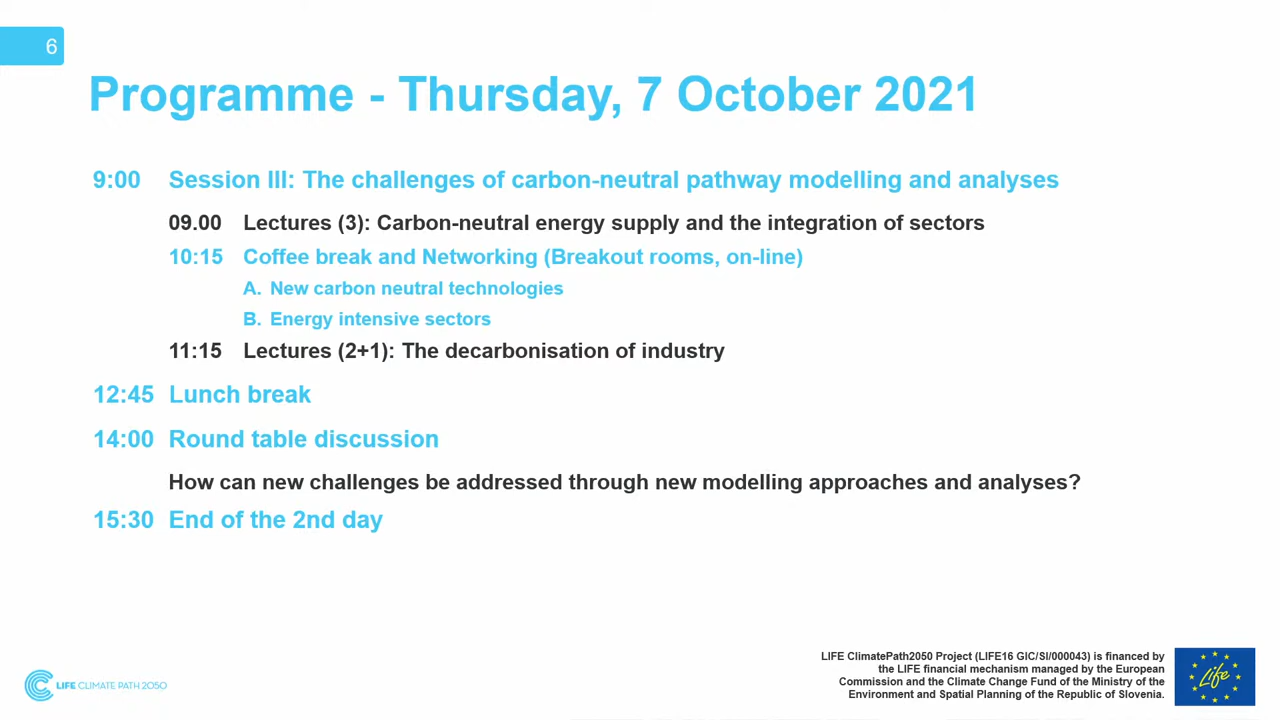 6
Programme - Thursday, 7 October 2021
9:00 Session III: The challenges of carbon-neutral pathway modelling and analyses
09.00 Lectures (3): Carbon-neutral energy supply and the integration of sectors
10:15 Coffee break and Networking (Breakout rooms, on-line)
A. New carbon neutral technologies
B. Energy intensive sectors
11:15 Lectures (2+1): The decarbonisation of industry
12:45 Lunch break
14:00 Round table discussion
How can new challenges be addressed through new modelling approaches and analyses?
15:30 End of the 2nd day
LIFE CLIMATE PATH 2050
LIFE ClimatePath2050 Project (LIFE16 GIC/SI/000043) is financed by
the LIFE financial mechanism managed by the European
Commission and the Climate Change Fund of the Ministry of the
Environment and Spatial Planning of the Republic of Slovenia.
Life